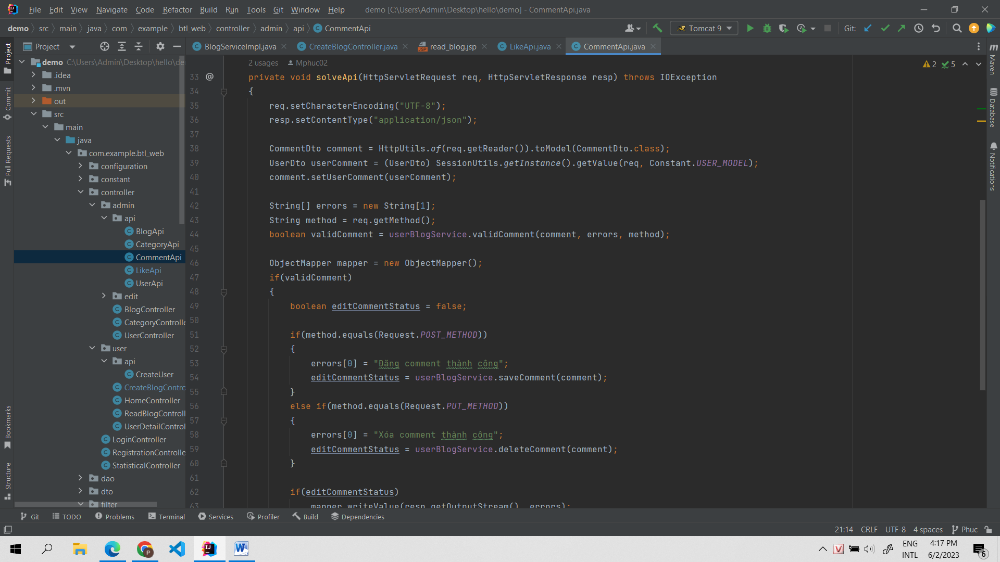 File Edit View Navigate Code Refactor Build Run Tools Git Window Help demo [C:\Users\Admin\Desktop\hello\demo] - CommentApi.java
demo src main java com example btl_web controller admin api CommentApi Tomcat 9 Git:
Project
BlogServiceImpl.java CreateBlogController.java read_blog.jsp LikeApi.java CommentApi.java
demo C:\Users\Admin\Desktop\hello\de
.idea
.mvn
out
src
main
java
com.example.btl_web
configuration
constant
controller
admin
api
BlogApi
CategoryApi
CommentApi
LikeApi
UserApi
edit
BlogController
CategoryControlle
UserController
user
api
CreateUser
CreateBlogContro
HomeController
ReadBlogControll
UserDetailControl
LoginController
RegistrationControlle
StatisticalController
dao
dto
filter
Project
Commit
Pull Requests
Bookmarks
Structure
2 usages Mphuc02
2 5
33 @ private void solveApi(HttpServletRequest req, HttpServletResponse resp) throws IOException
34 {
35 req.setCharacterEncoding("UTF-8");
36 resp.setContentType("application/json");
37
38 CommentDto comment = HttpUtils.of(req.getReader()).toModel(CommentDto.class);
39 UserDto userComment = (UserDto) SessionUtils.getInstance().getValue(req, Constant.USER_MODEL);
40 comment.setUserComment(userComment);
41
42 String[] errors = new String[1];
43 String method = req.getMethod();
44 boolean validComment = userBlogService.validComment(comment, errors, method);
45
46 ObjectMapper mapper = new ObjectMapper();
47 if(validComment)
48 {
49 boolean editCommentStatus = false;
50
51 if(method.equals(Request.POST_METHOD))
52 {
53 errors[0] = "Đăng comment thành công";
54 editCommentStatus = userBlogService.saveComment(comment);
55 }
56 else if(method.equals(Request.PUT_METHOD))
57 {
58 errors[0] = "Xóa comment thành công";
59 editCommentStatus = userBlogService.deleteComment(comment);
60 }
61
62 if(editCommentStatus)
63 mapper.writeValue(resp.getOutputStream(), errors);
m Maven
Database
Notifications
Git TODO Problems Terminal Services Profiler Build Dependencies
21:14 CRLF UTF-8 4 spaces Phuc
P
IJ
V
ENG
INTL
4:17 PM
6/2/2023
6